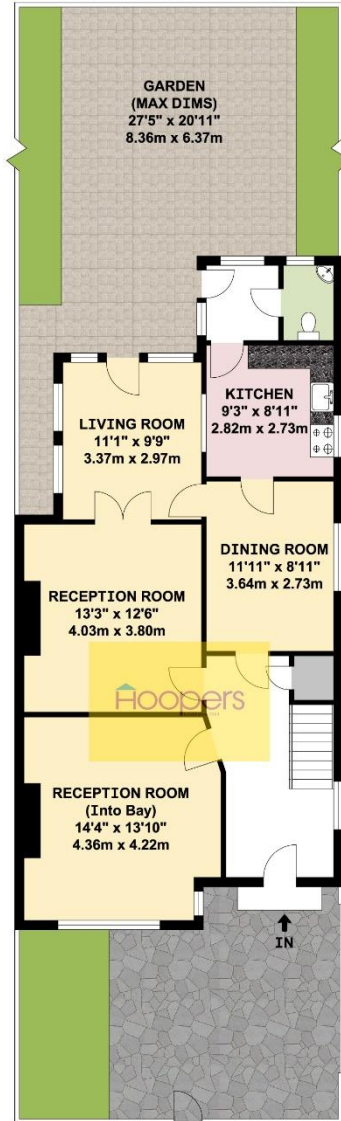 GARDEN
(MAX DIMS)
27'5" x 20'11"
8.36m x 6.37m
KITCHEN
9'3" x 8'11"
2.82m x 2.73m
LIVING ROOM
11'1" x 9'9"
3.37m x 2.97m
DINING ROOM
11'11" x 8'11"
3.64m x 2.73m
RECEPTION ROOM
13'3" x 12'6"
4.03m x 3.80m
Hoopers
RECEPTION ROOM
(Into Bay)
14'4" x 13'10"
4.36m x 4.22m
IN